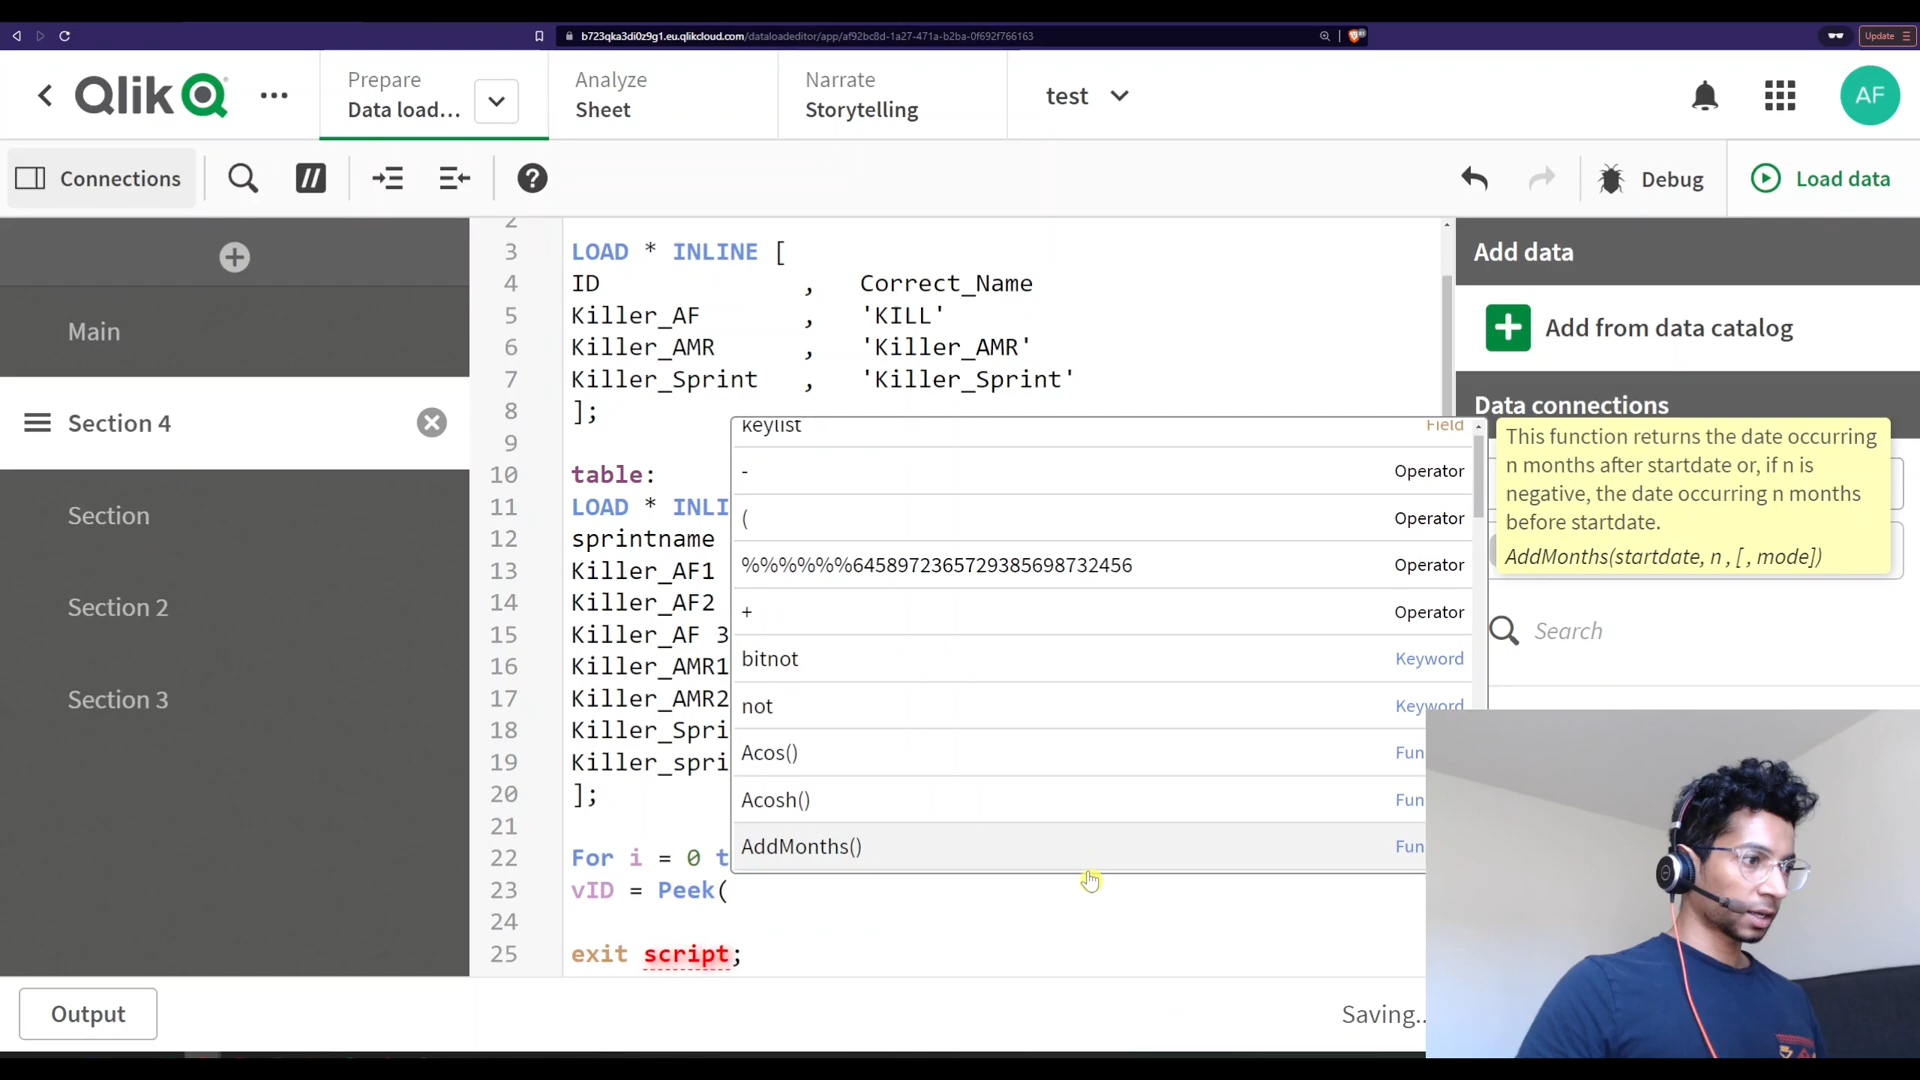 b723qka3di0z9g1.eu.qlikcloud.com/dataloadeditor/app/af92bc8d-1a27-471a-b2ba-0f692f766163
Update
Qlik
Prepare
Data load...
Analyze
Sheet
Narrate
Storytelling
test
AF
Connections
//
?
Debug
Load data
Main
Section 4
Section
Section 2
Section 3
2
3 LOAD * INLINE [
4 ID , Correct_Name
5 Killer_AF , 'KILL'
6 Killer_AMR , 'Killer_AMR'
7 Killer_Sprint , 'Killer_Sprint'
8 ];
9
10 table:
11 LOAD * INLI
12 sprintname
13 Killer_AF1
14 Killer_AF2
15 Killer_AF 3
16 Killer_AMR1
17 Killer_AMR2
18 Killer_Spri
19 Killer_spri
20 ];
21
22 For i = 0 t
23 vID = Peek(
24
25 exit script;
keylist Field
- Operator
( Operator
%%%%%%6458972365729385698732456 Operator
+ Operator
bitnot Keyword
not Keyword
Acos() Fun
Acosh() Fun
AddMonths() Fun
Add data
Add from data catalog
Data connections
This function returns the date occurring
n months after startdate or, if n is
negative, the date occurring n months
before startdate.
AddMonths(startdate, n , [ , mode])
Search
Output
Saving..